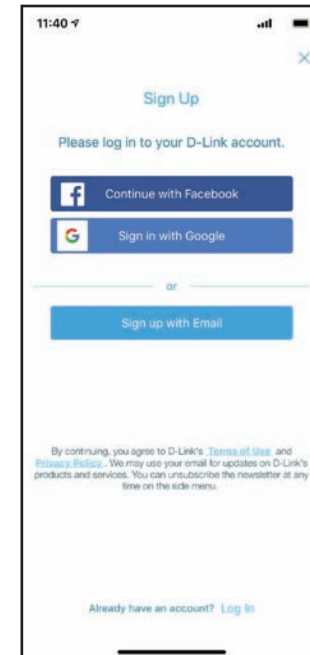 11:40
Sign Up
Please log in to your D-Link account.
Continue with Facebook
Sign in with Google
or
Sign up with Email
By continuing, you agree to D-Link's Terms of Use and
Privacy Policy. We may use your email for updates on D-Link's
products and services. You can unsubscribe the newsletter at any
time on the side menu.
Already have an account? Log In